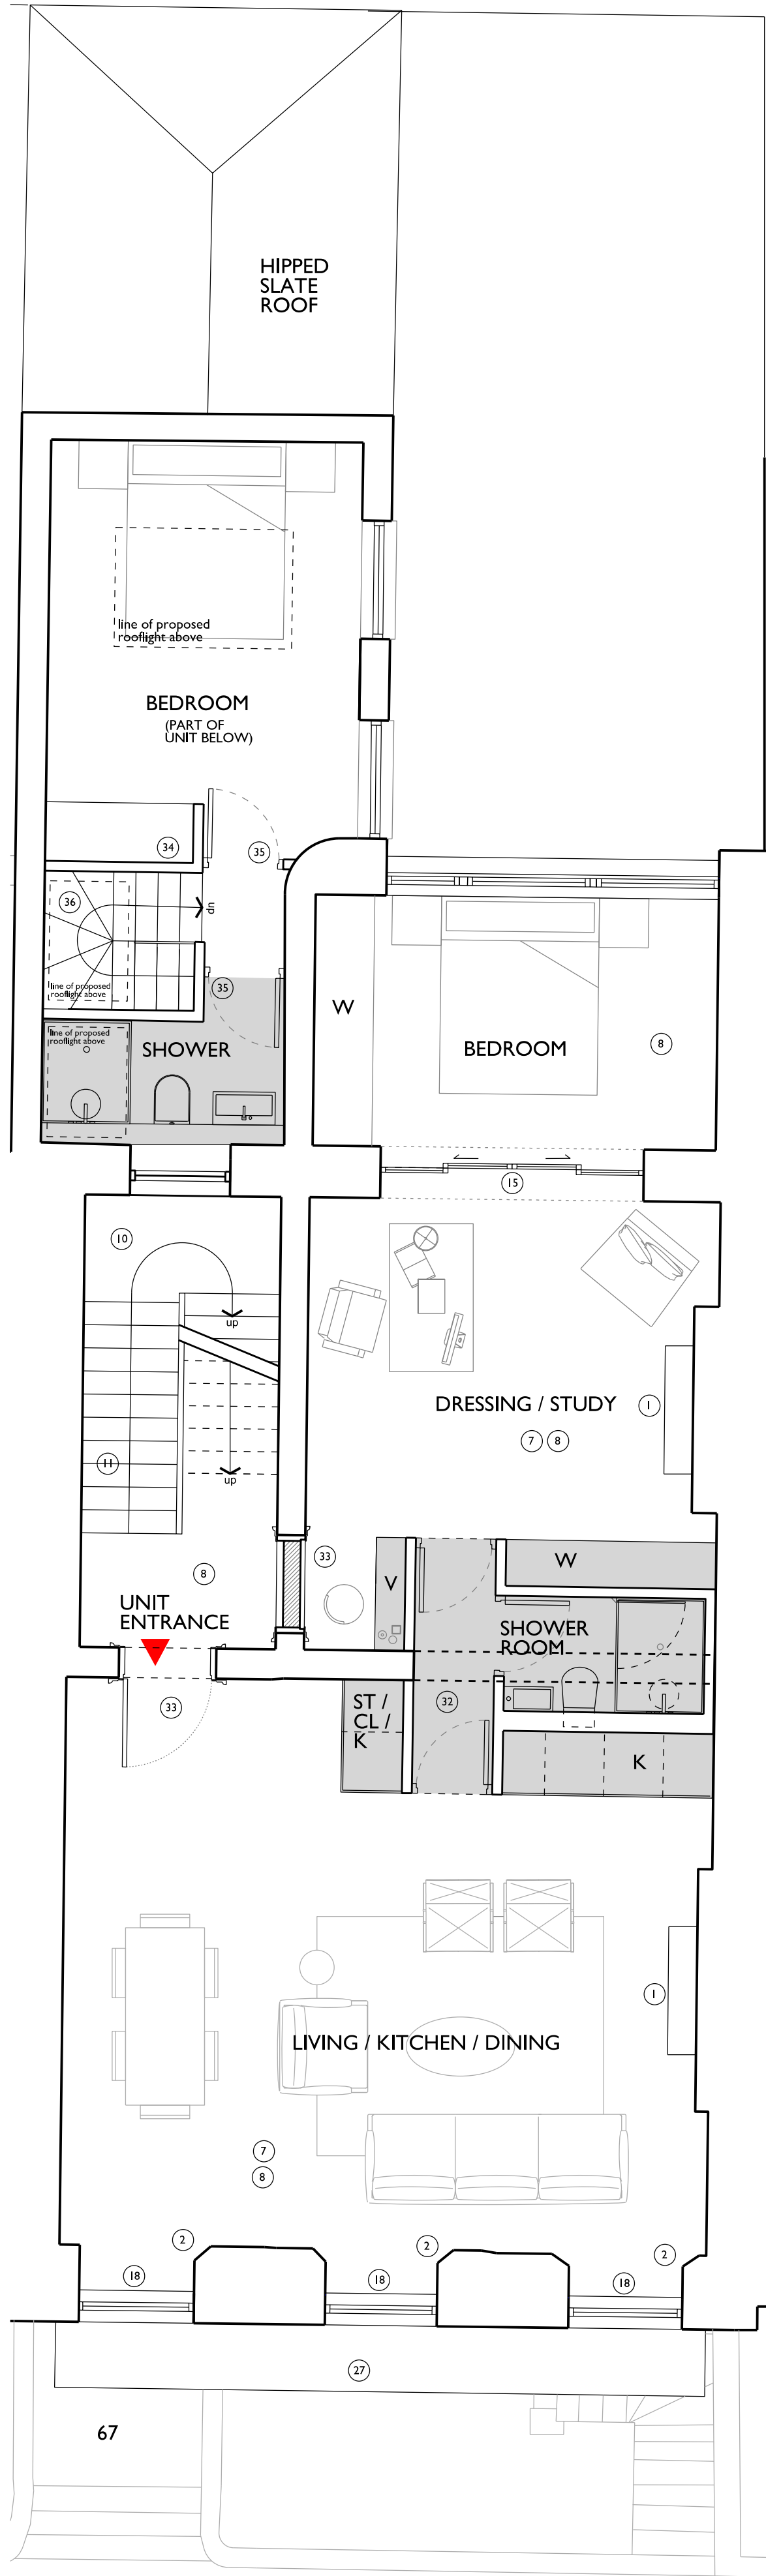 HIPPED
SLATE
ROOF
line of proposed
rooflight above
BEDROOM
(PART OF
UNIT BELOW)
34
35
36
dn
line of proposed
rooflight above
35
line of proposed
rooflight above
SHOWER
W
BEDROOM
8
15
10
up
DRESSING / STUDY
1
7 8
up
11
33
8
V
W
UNIT
ENTRANCE
SHOWER
ROOM
33
ST /
CL /
K
32
K
1
LIVING / KITCHEN / DINING
7
8
2
2
2
18
18
18
27
67